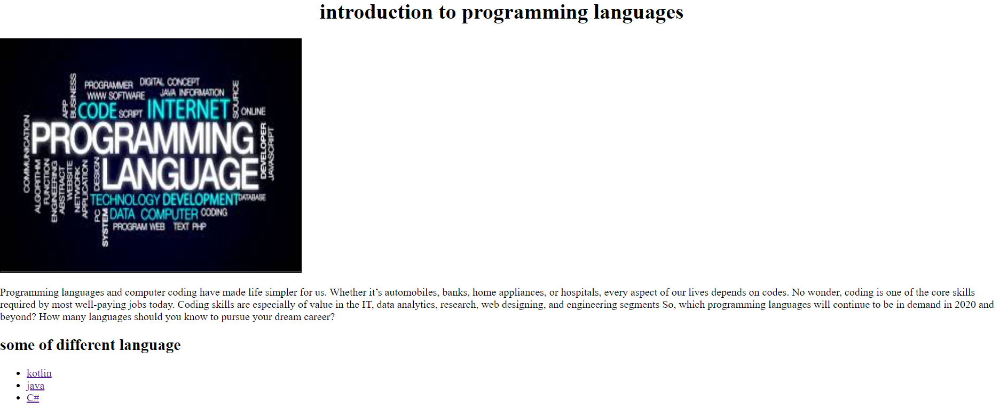 introduction to programming languages
BUSINESS
PROGRAMMER DIGITAL CONCEPT
SOURCE
WWW SOFTWARE JAVA INFORMATION
APP
CODE SCRIPT INTERNET ONLINE
COMMUNICATION
PROGRAMMING
DEVELOPER
JAVASCRIPT
LANGUAGE
ALGORITHM
FUNCTION
ENGINEERING
ABSTRACT
WEBSITE
NETWORK
APPLICATION
DESIGN
TECHNOLOGY DEVELOPMENT DATABASE
PC
SYSTEM
DATA COMPUTER CODING
PROGRAM WEB TEXT PHP
Programming languages and computer coding have made life simpler for us. Whether it’s automobiles, banks, home appliances, or hospitals, every aspect of our lives depends on codes. No wonder, coding is one of the core skills
required by most well-paying jobs today. Coding skills are especially of value in the IT, data analytics, research, web designing, and engineering segments So, which programming languages will continue to be in demand in 2020 and
beyond? How many languages should you know to pursue your dream career?
some of different language
kotlin
java
C#